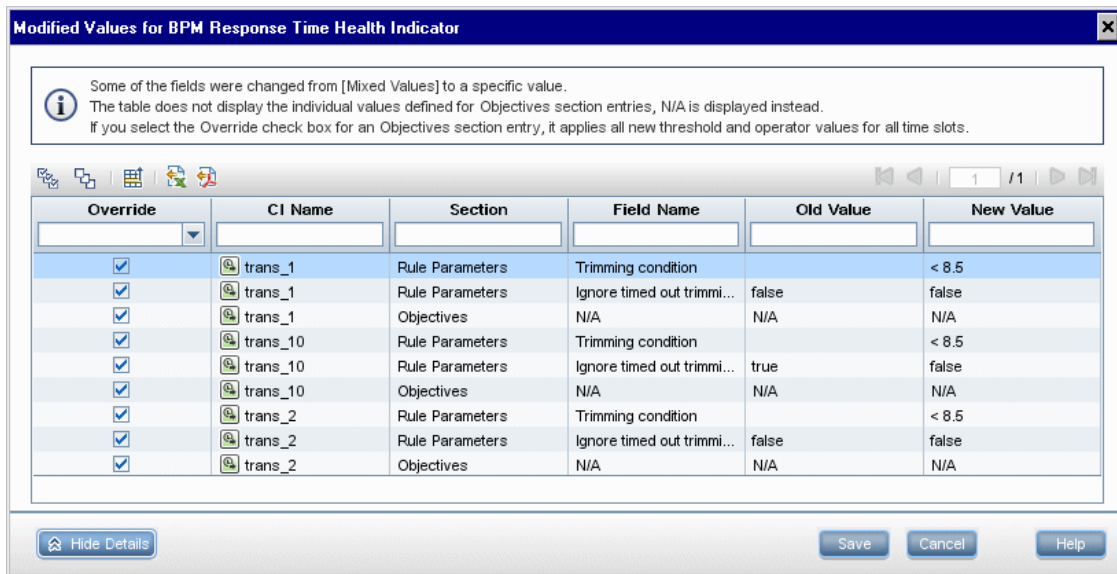 Modified Values for BPM Response Time Health Indicator
Some of the fields were changed from [Mixed Values] to a specific value.
The table does not display the individual values defined for Objectives section entries, N/A is displayed instead.
If you select the Override check box for an Objectives section entry, it applies all new threshold and operator values for all time slots.
1 /1
Override CI Name Section Field Name Old Value New Value
trans_1 Rule Parameters Trimming condition < 8.5
trans_1 Rule Parameters Ignore timed out trimmi... false false
trans_1 Objectives N/A N/A N/A
trans_10 Rule Parameters Trimming condition < 8.5
trans_10 Rule Parameters Ignore timed out trimmi... true false
trans_10 Objectives N/A N/A N/A
trans_2 Rule Parameters Trimming condition < 8.5
trans_2 Rule Parameters Ignore timed out trimmi... false false
trans_2 Objectives N/A N/A N/A
Hide Details Save Cancel Help